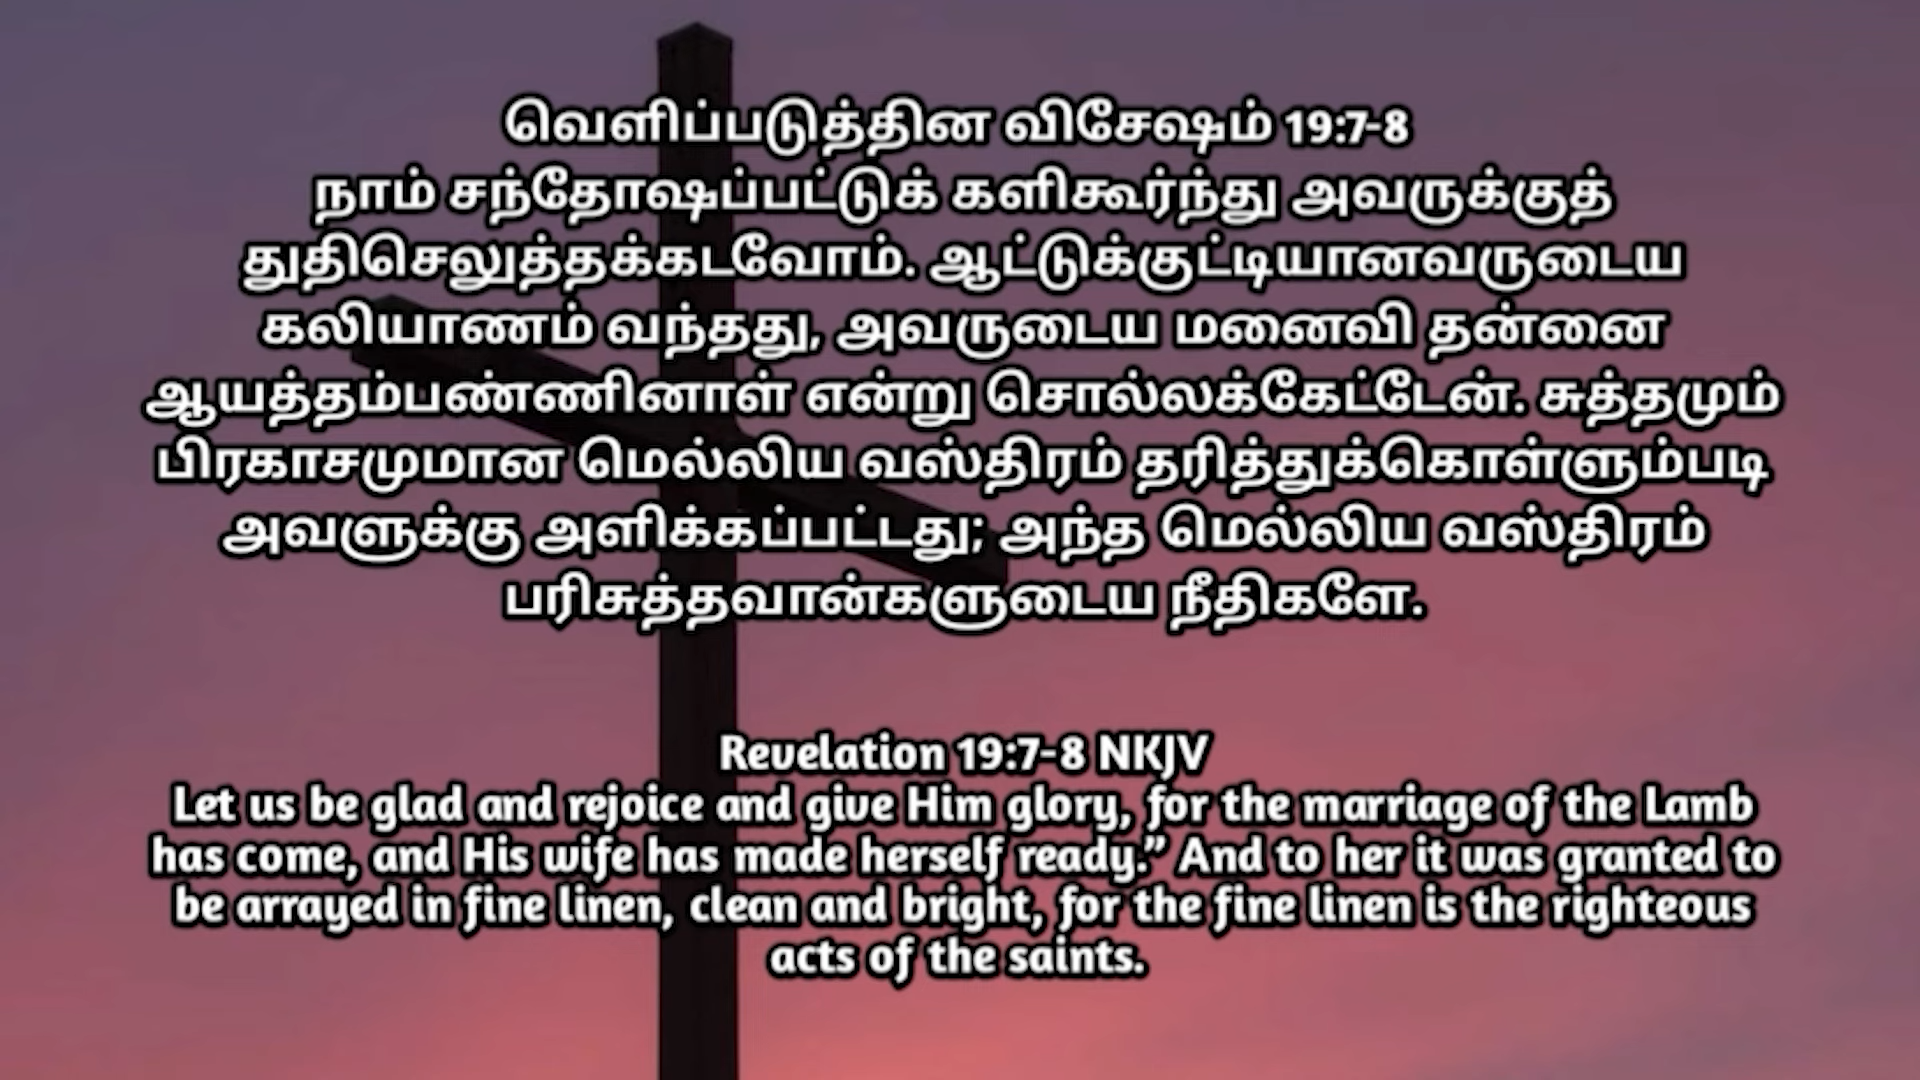 வெளிப்படுத்தின விசேஷம் 19:7-8
நாம் சந்தோஷப்பட்டுக் களிகூர்ந்து அவருக்குத்
துதிசெலுத்தக்கடவோம். ஆட்டுக்குட்டியானவருடைய
கலியாணம் வந்தது, அவருடைய மனைவி தன்னை
ஆயத்தம்பண்ணினாள் என்று சொல்லக்கேட்டேன். சுத்தமும்
பிரகாசமுமான மெல்லிய வஸ்திரம் தரித்துக்கொள்ளும்படி
அவளுக்கு அளிக்கப்பட்டது; அந்த மெல்லிய வஸ்திரம்
பரிசுத்தவான்களுடைய நீதிகளே.
Revelation 19:7-8 NKJV
Let us be glad and rejoice and give Him glory, for the marriage of the Lamb
has come, and His wife has made herself ready.” And to her it was granted to
be arrayed in fine linen, clean and bright, for the fine linen is the righteous
acts of the saints.